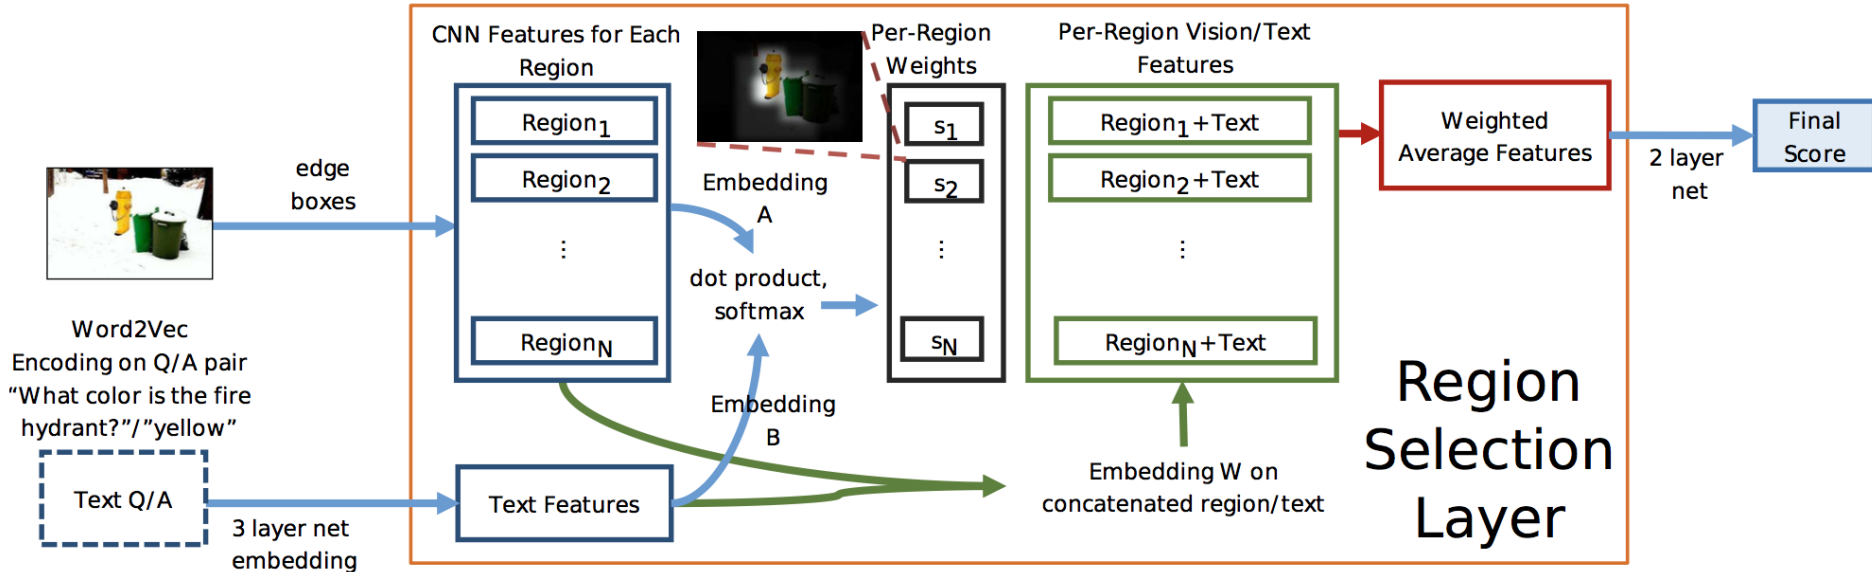 CNN Features for Each
Region
Region1
Region2
⋮
RegionN
Per-Region
Weights
s1
s2
⋮
sN
Per-Region Vision/Text
Features
Region1+Text
Region2+Text
⋮
RegionN+Text
Weighted
Average Features
2 layer
net
Final
Score
edge
boxes
Embedding
A
dot product,
softmax
Embedding
B
Word2Vec
Encoding on Q/A pair
“What color is the fire
hydrant?”/”yellow”
Text Q/A
3 layer net
embedding
Text Features
Embedding W on
concatenated region/text
Region
Selection
Layer